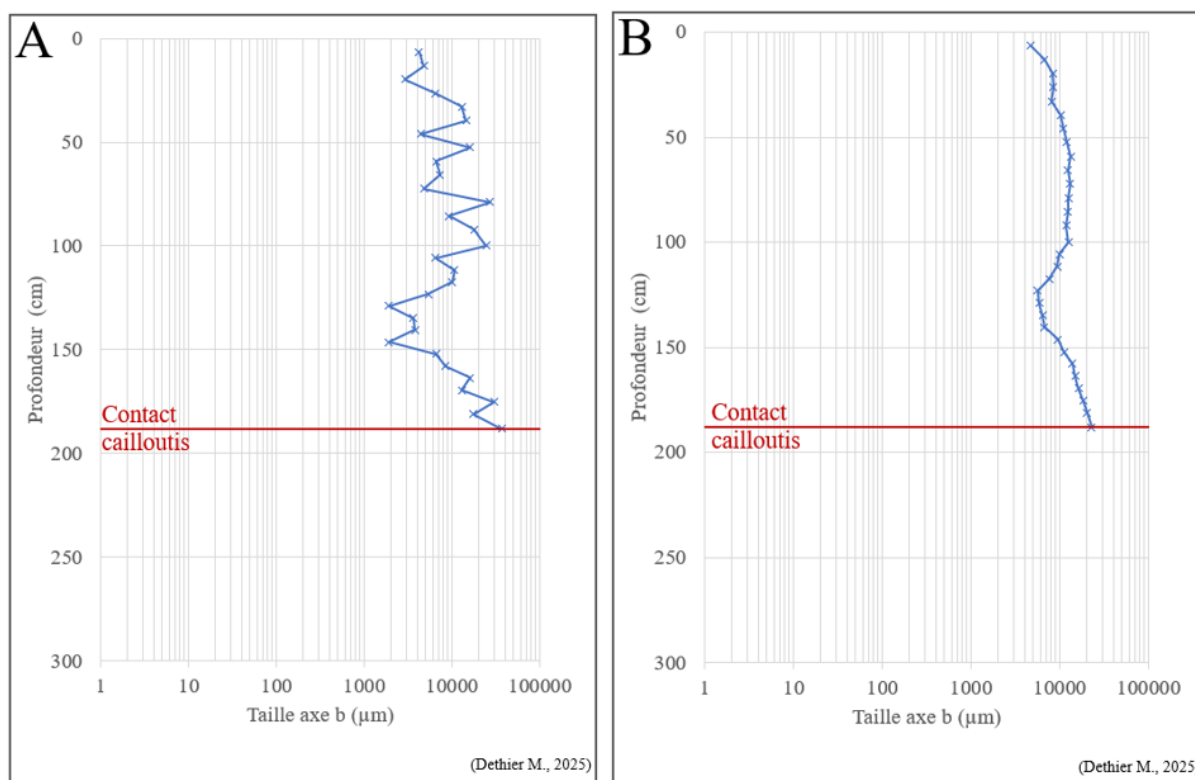 A
0
50
100
150
200
250
300
Profondeur (cm)
Contact
cailloutis
1 10 100 1000 10000 100000
Taille axe b (µm)
(Dethier M., 2025)
B
0
50
100
150
200
250
300
Profondeur (cm)
Contact
cailloutis
1 10 100 1000 10000 100000
Taille axe b (µm)
(Dethier M., 2025